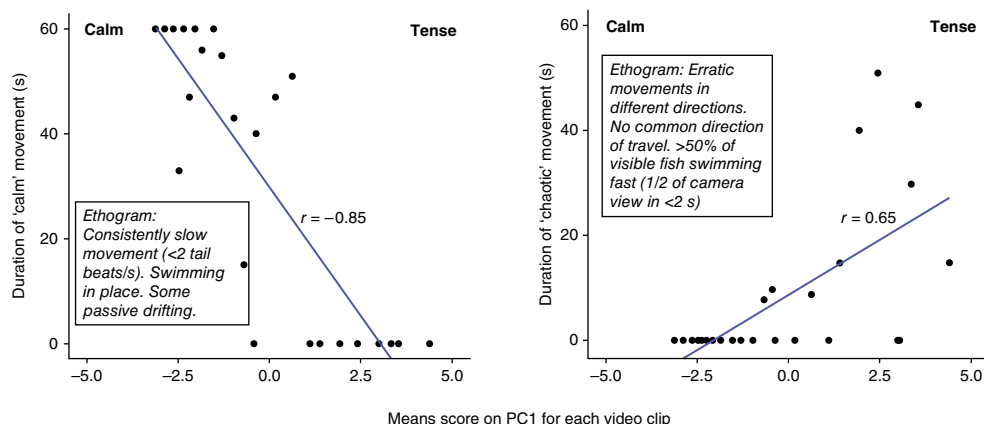 Calm Tense
Duration of 'calm' movement (s)
60
40
20
0
Ethogram:
Consistently slow
movement (<2 tail
beats/s). Swimming
in place. Some
passive drifting.
r = −0.85
−5.0 −2.5 0.0 2.5 5.0
Calm Tense
Duration of 'chaotic' movement (s)
60
40
20
0
Ethogram: Erratic
movements in
different directions.
No common direction
of travel. >50% of
visible fish swimming
fast (1/2 of camera
view in <2 s)
r = 0.65
−5.0 −2.5 0.0 2.5 5.0
Means score on PC1 for each video clip